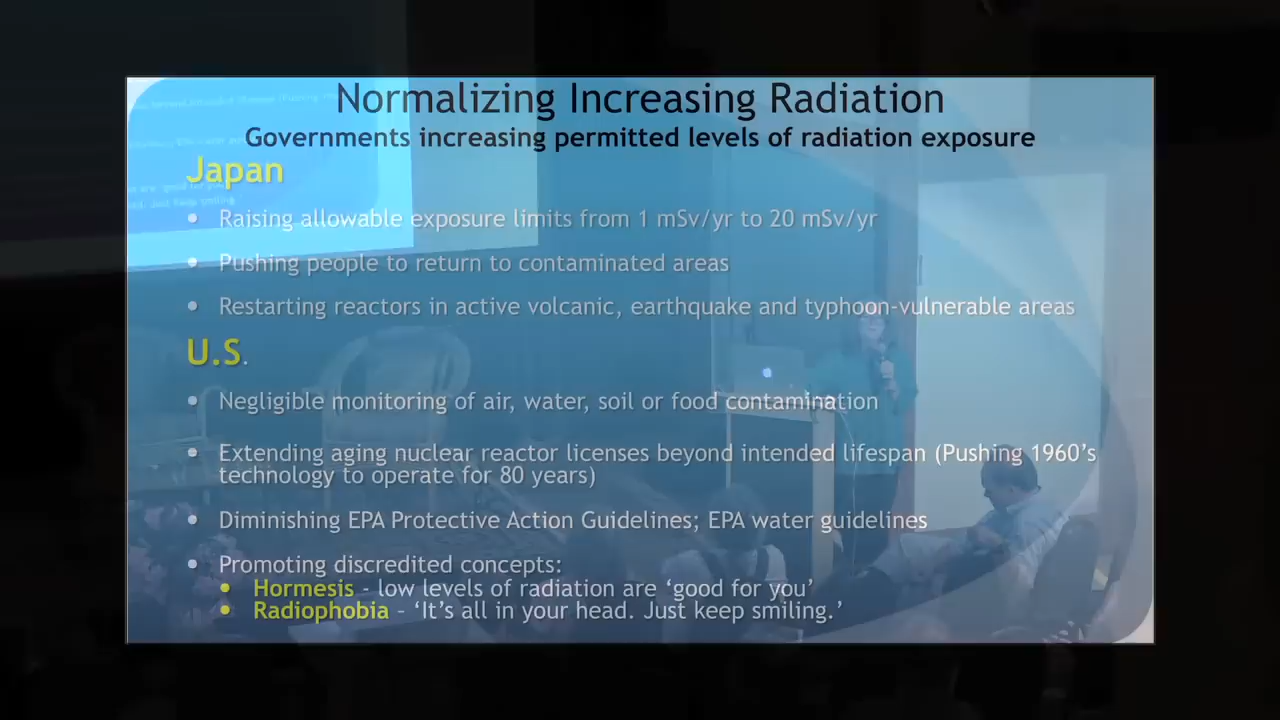 Normalizing Increasing Radiation
Governments increasing permitted levels of radiation exposure
Japan
• Raising allowable exposure limits from 1 mSv/yr to 20 mSv/yr
• Pushing people to return to contaminated areas
• Restarting reactors in active volcanic, earthquake and typhoon-vulnerable areas
U.S.
• Negligible monitoring of air, water, soil or food contamination
• Extending aging nuclear reactor licenses beyond intended lifespan (Pushing 1960’s
technology to operate for 80 years)
• Diminishing EPA Protective Action Guidelines; EPA water guidelines
• Promoting discredited concepts:
• Hormesis - low levels of radiation are ‘good for you’
• Radiophobia – ‘It’s all in your head. Just keep smiling.’